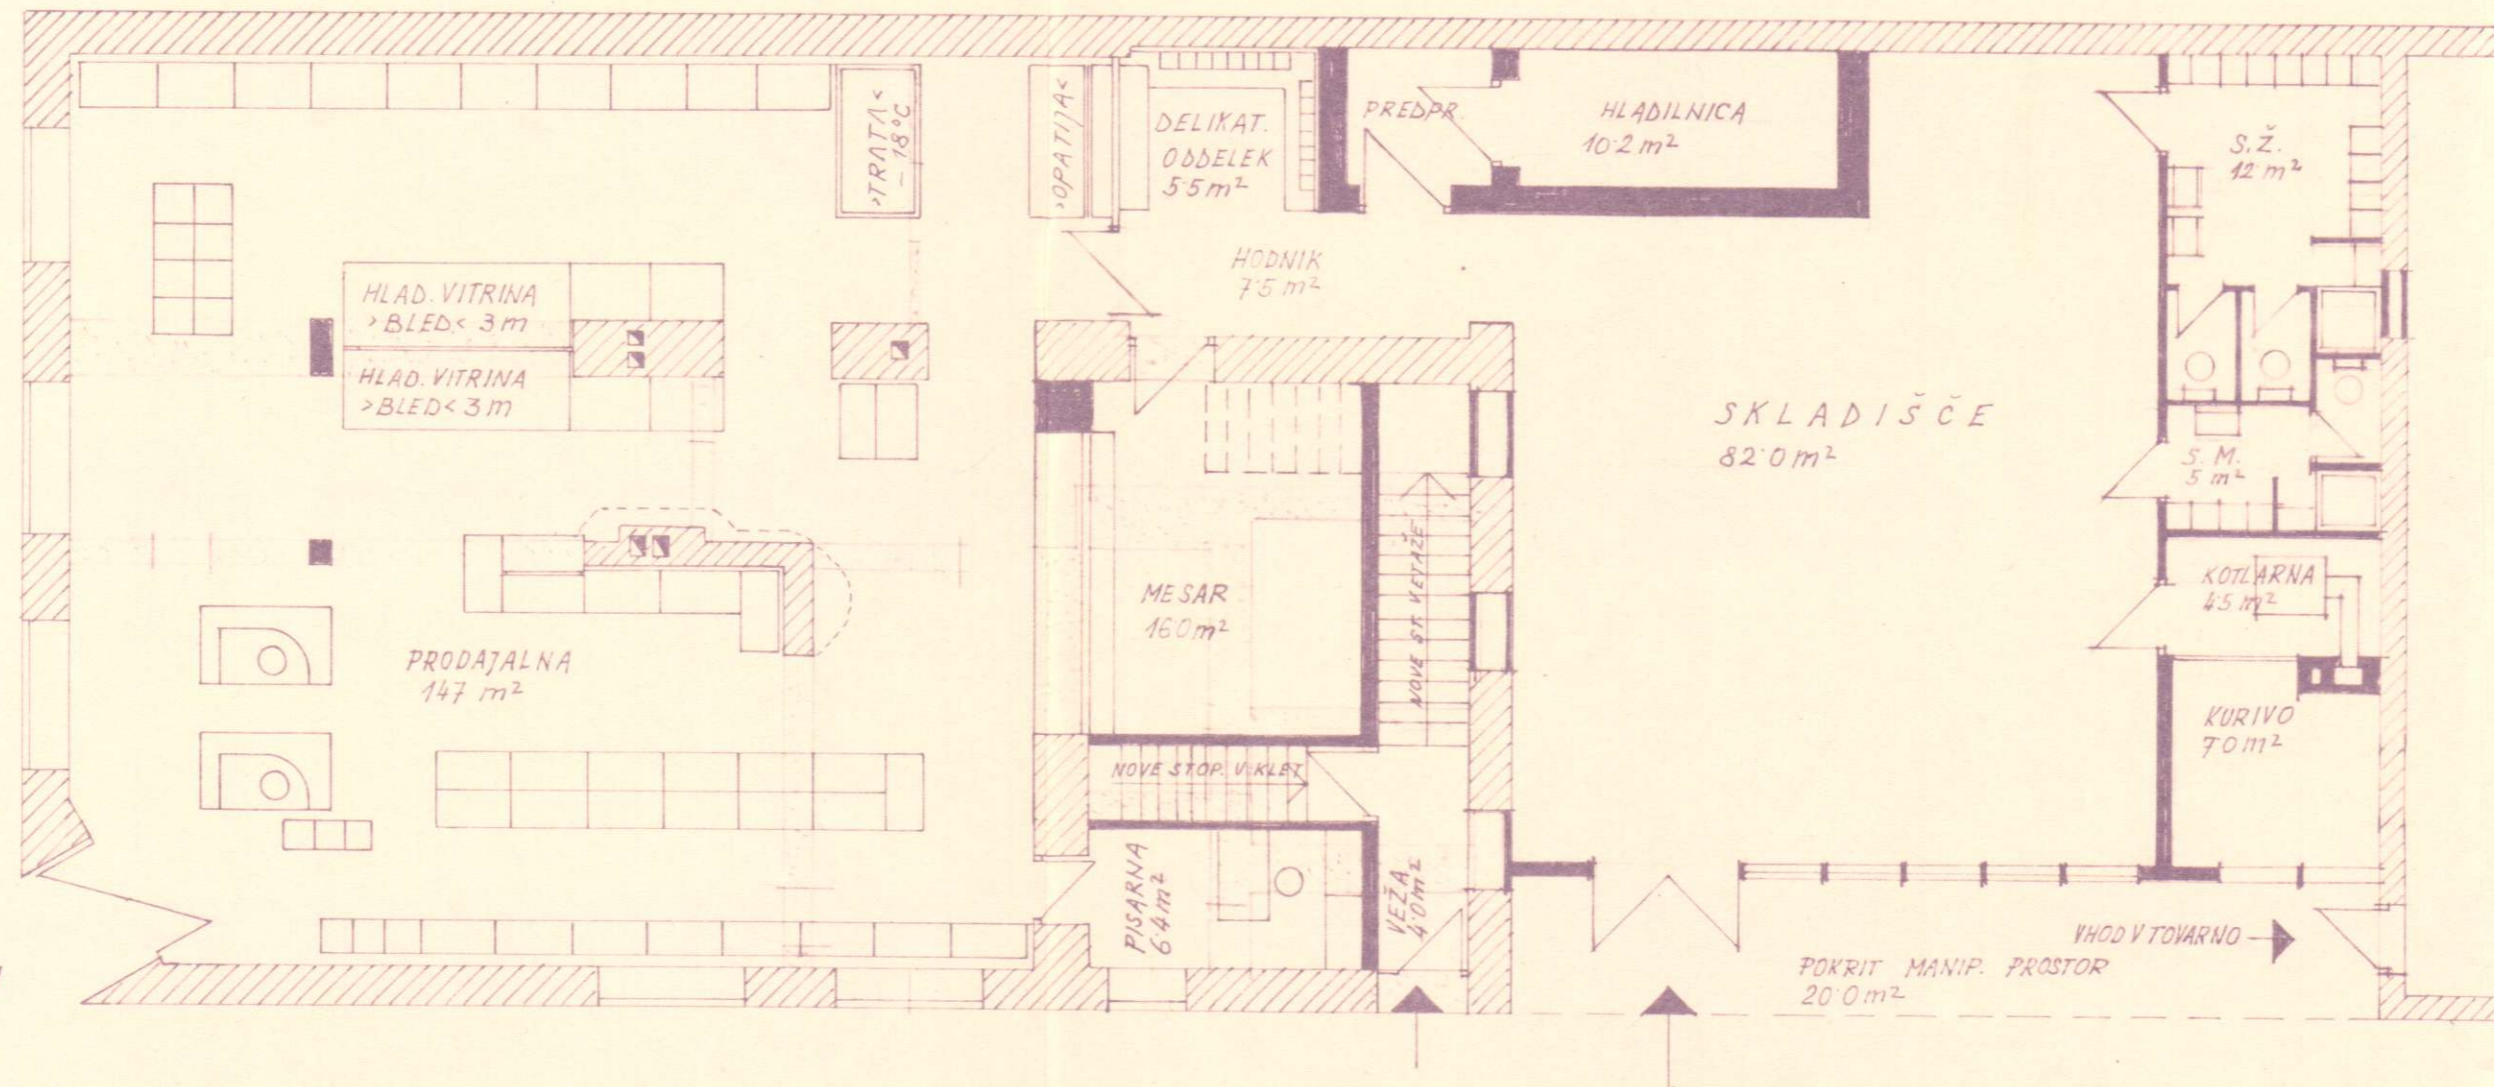 >TRATA<
- 18°C
>OPATIJA<
DELIKAT.
ODDELEK
5·5 m²
PREDPR.
HLADILNICA
10·2 m²
S.Ž.
12 m²
HODNIK
7·5 m²
HLAD. VITRINA
>BLED< 3 m
HLAD. VITRINA
>BLED< 3 m
SKLADIŠČE
82·0 m²
S. M.
5 m²
MESAR
16·0 m²
NOVE ST. V ETAŽE
KOTLARNA
4·5 m²
PRODAJALNA
147 m²
KURIVO
7·0 m²
NOVE STOP. V KLET
PISARNA
6·4 m²
VEŽA
4·0 m²
VHOD V TOVARNO
POKRIT MANIP. PROSTOR
20·0 m²